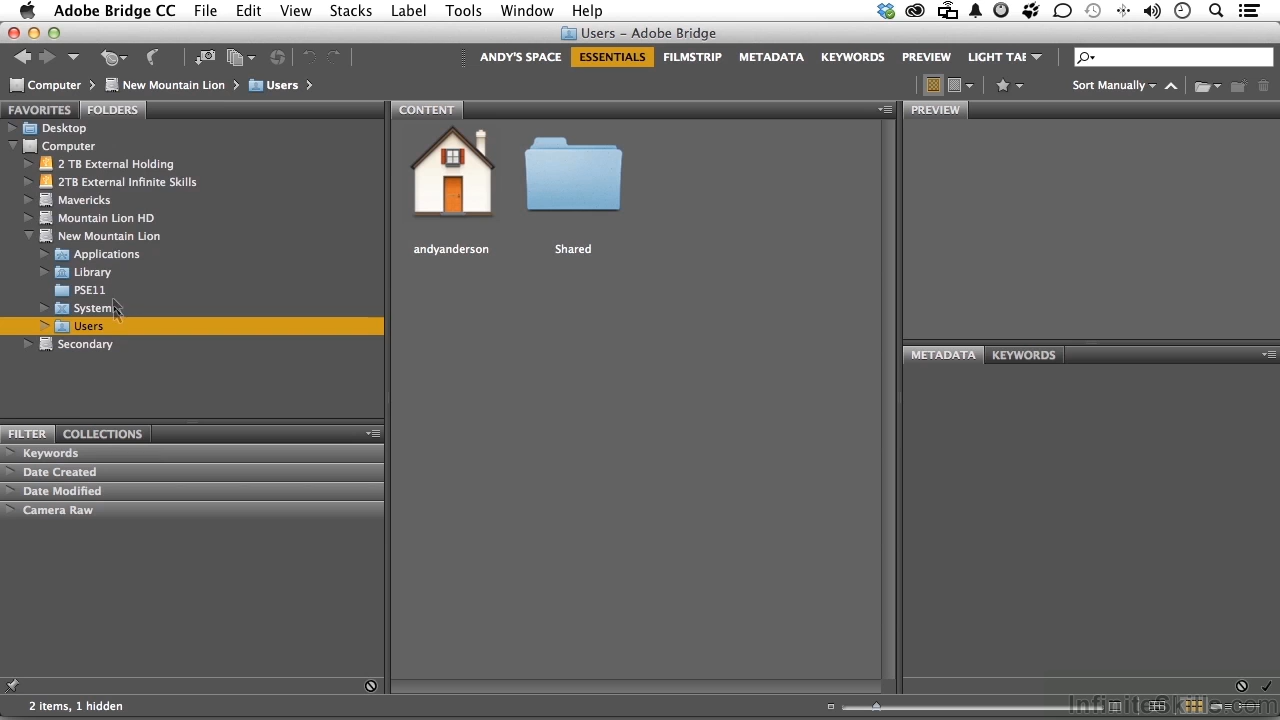 Adobe Bridge CC File Edit View Stacks Label Tools Window Help
Users – Adobe Bridge
ANDY'S SPACE ESSENTIALS FILMSTRIP METADATA KEYWORDS PREVIEW LIGHT TAE
Computer New Mountain Lion Users Sort Manually
FAVORITES FOLDERS
Desktop
Computer
2 TB External Holding
2TB External Infinite Skills
Mavericks
Mountain Lion HD
New Mountain Lion
Applications
Library
PSE11
System
Users
Secondary
FILTER COLLECTIONS
Keywords
Date Created
Date Modified
Camera Raw
CONTENT
andyanderson Shared
PREVIEW
METADATA KEYWORDS
2 items, 1 hidden
InfiniteSkills.com